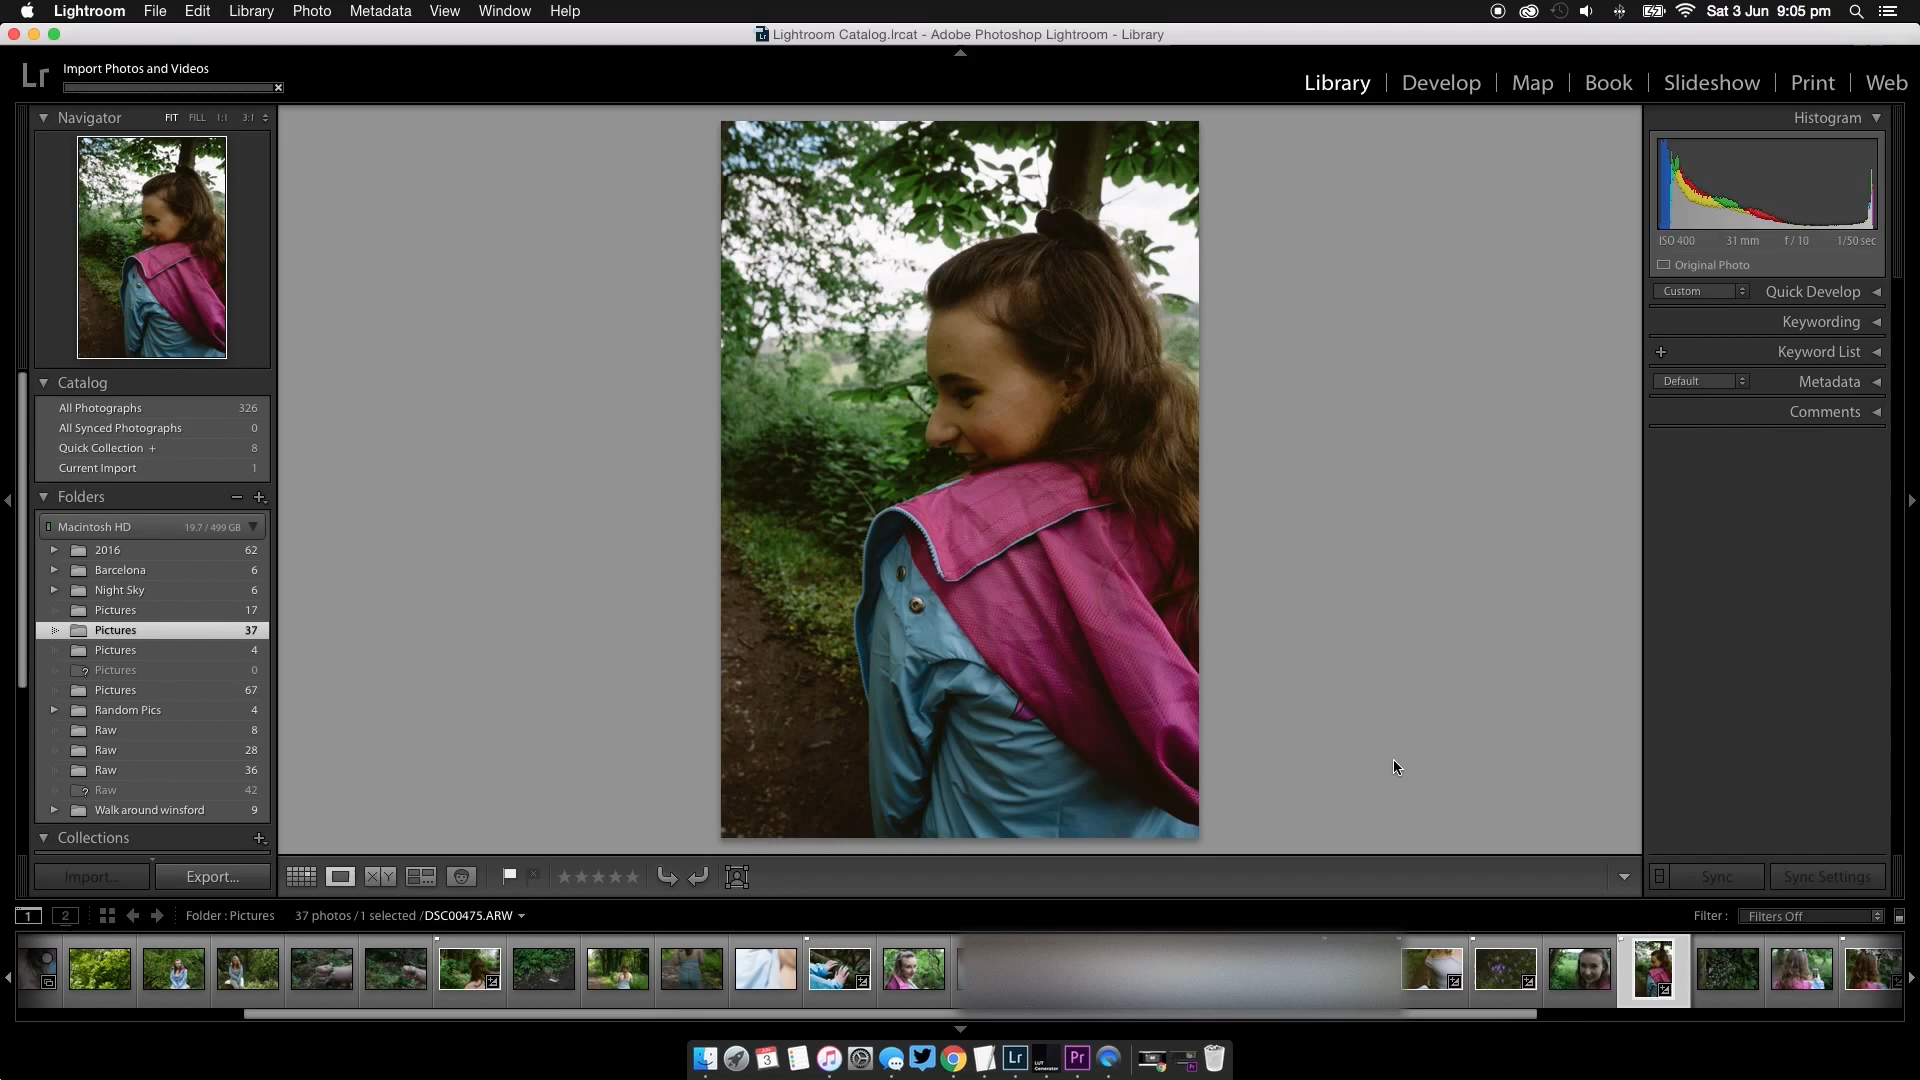 Lightroom File Edit Library Photo Metadata View Window Help Sat 3 Jun 9:05 pm
Lightroom Catalog.lrcat - Adobe Photoshop Lightroom - Library
Lr Import Photos and Videos
Library Develop Map Book Slideshow Print Web
Navigator FIT FILL 1:1 3:1
Histogram
ISO 400 31 mm f / 10 1/50 sec
Original Photo
Custom Quick Develop
Keywording
Keyword List
Default Metadata
Comments
Catalog
All Photographs 326
All Synced Photographs 0
Quick Collection + 8
Current Import 1
Folders
Macintosh HD 19.7 / 499 GB
2016 62
Barcelona 6
Night Sky 6
Pictures 17
Pictures 37
Pictures 4
Pictures 0
Pictures 67
Random Pics 4
Raw 8
Raw 28
Raw 36
Raw 42
Walk around winsford 9
Collections
Import... Export...
X Y
Sync Sync Settings
1 2 Folder : Pictures 37 photos / 1 selected / DSC00475.ARW
Filter : Filters Off
JUN 3 Lr LUT Generator Pr